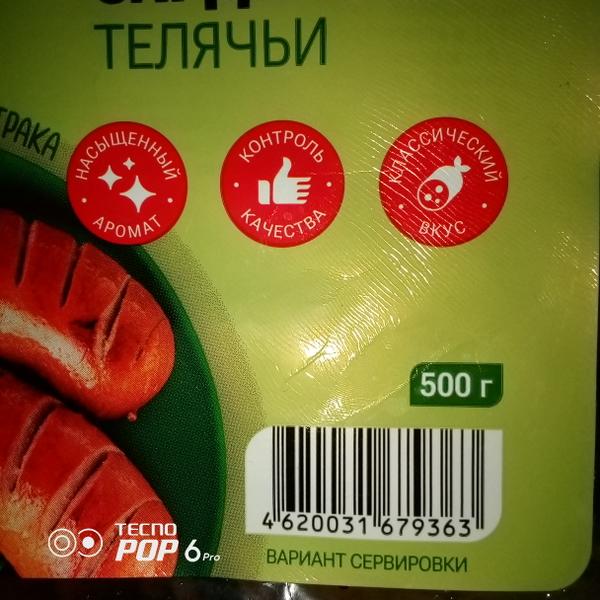 ТЕЛЯЧЬИ
НАСЫЩЕННЫЙ
АРОМАТ
КОНТРОЛЬ
КАЧЕСТВА
КЛАССИЧЕСКИЙ
ВКУС
500 г
4 620031 679363
ВАРИАНТ СЕРВИРОВКИ
TECNO
POP 6 Pro